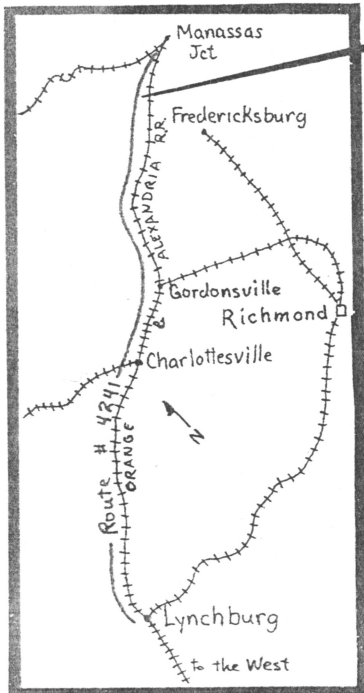 Manassas
Jct
Fredericksburg
ORANGE & ALEXANDRIA R.R.
Gordonsville
Richmond
Charlottesville
Route # 4241
N
Lynchburg
to the West